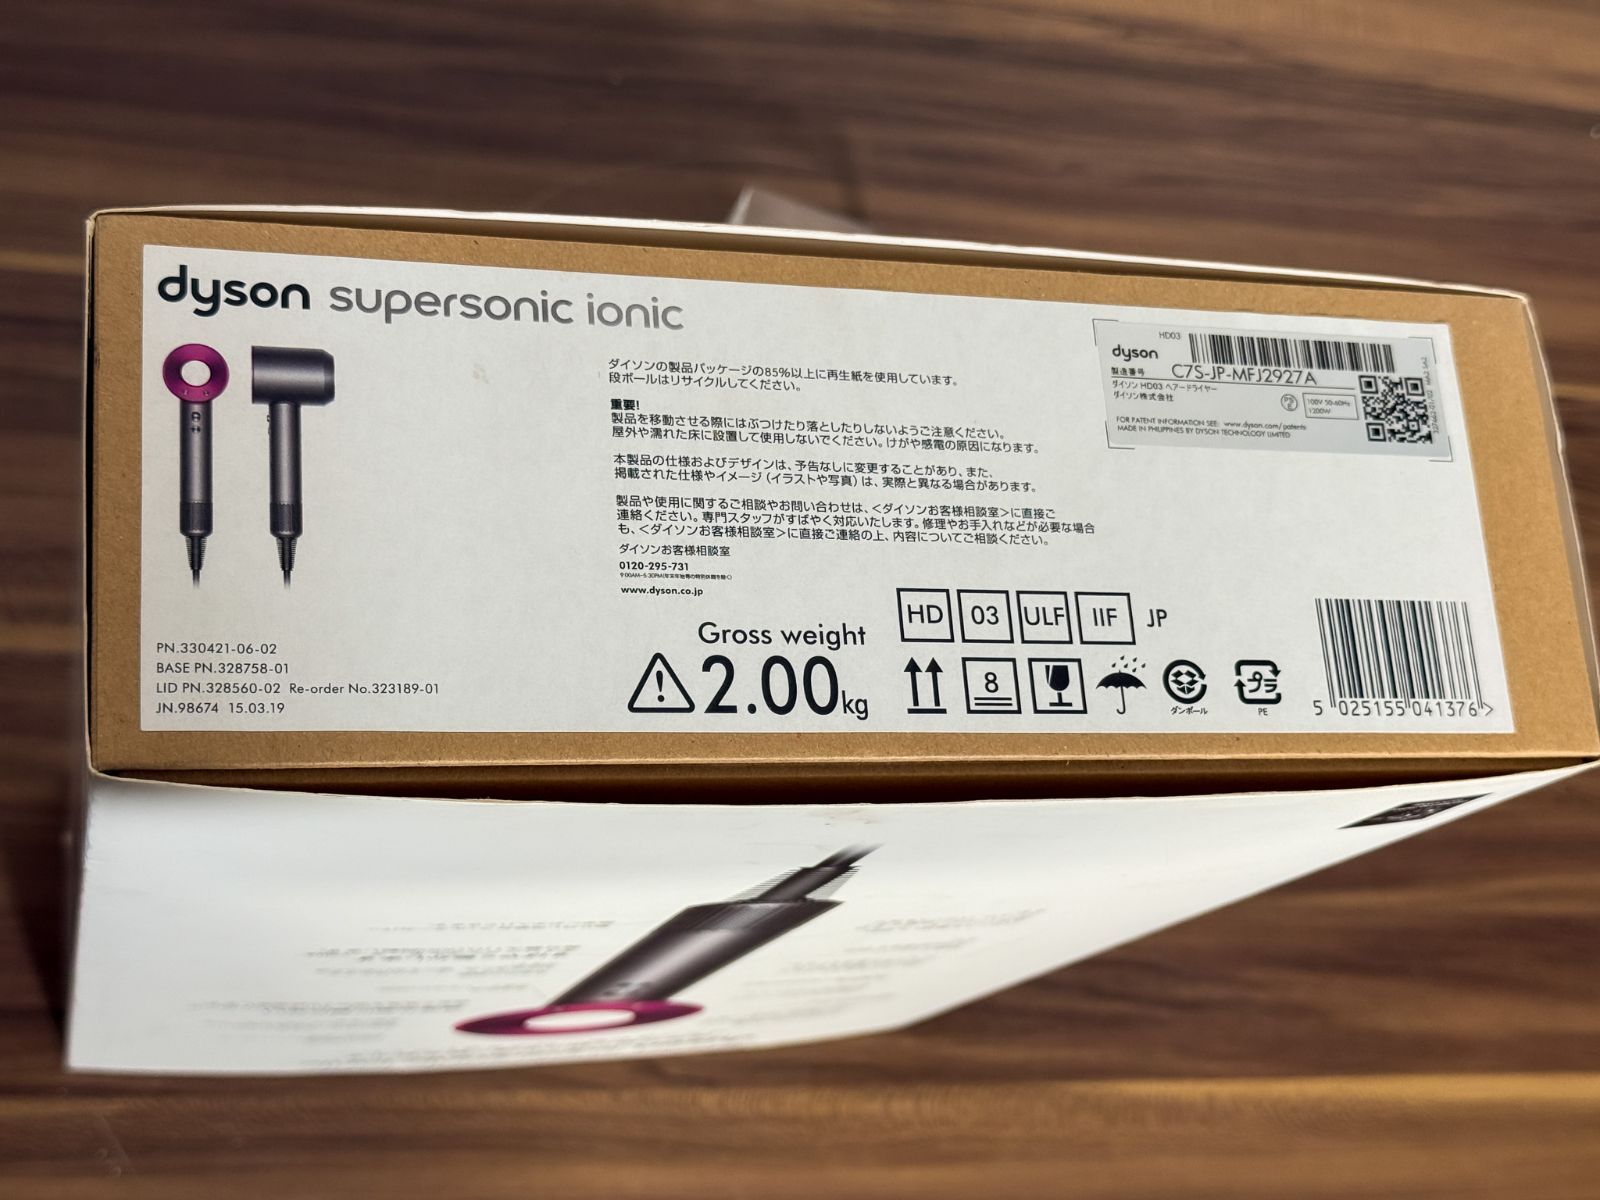 dyson supersonic ionic
ダイソンの製品パッケージの85%以上に再生紙を使用しています。
段ボールはリサイクルしてください。
重要!
製品を移動させる際にはぶつけたり落としたりしないようご注意ください。
屋外や濡れた床に設置して使用しないでください。けがや感電の原因になります。
本製品の仕様およびデザインは、予告なしに変更することがあり、また、
掲載された仕様やイメージ（イラストや写真）は、実際と異なる場合があります。
製品や使用に関するご相談やお問い合わせは、<ダイソンお客様相談室>に直接ご
連絡ください。専門スタッフがすばやく対応いたします。修理やお手入れなどが必要な場合
も、<ダイソンお客様相談室>に直接ご連絡の上、内容についてご相談ください。
ダイソンお客様相談室
0120-295-731
9:00AM-5:30PM(年末年始等の特別休館を除く)
www.dyson.co.jp
HD03
dyson
製造番号 C7S-JP-MFJ2927A
ダイソン HD03 ヘアードライヤー
ダイソン株式会社
PSE
100V 50-60Hz
1200W
FOR PATENT INFORMATION SEE: www.dyson.com/patents
MADE IN PHILIPPINES BY DYSON TECHNOLOGY LIMITED
PN.330421-06-02
BASE PN.328758-01
LID PN.328560-02 Re-order No.323189-01
JN.98674 15.03.19
Gross weight
2.00kg
HD 03 ULF IIF JP
8
ダンボール
プラ
PE
5 025155 041376 >